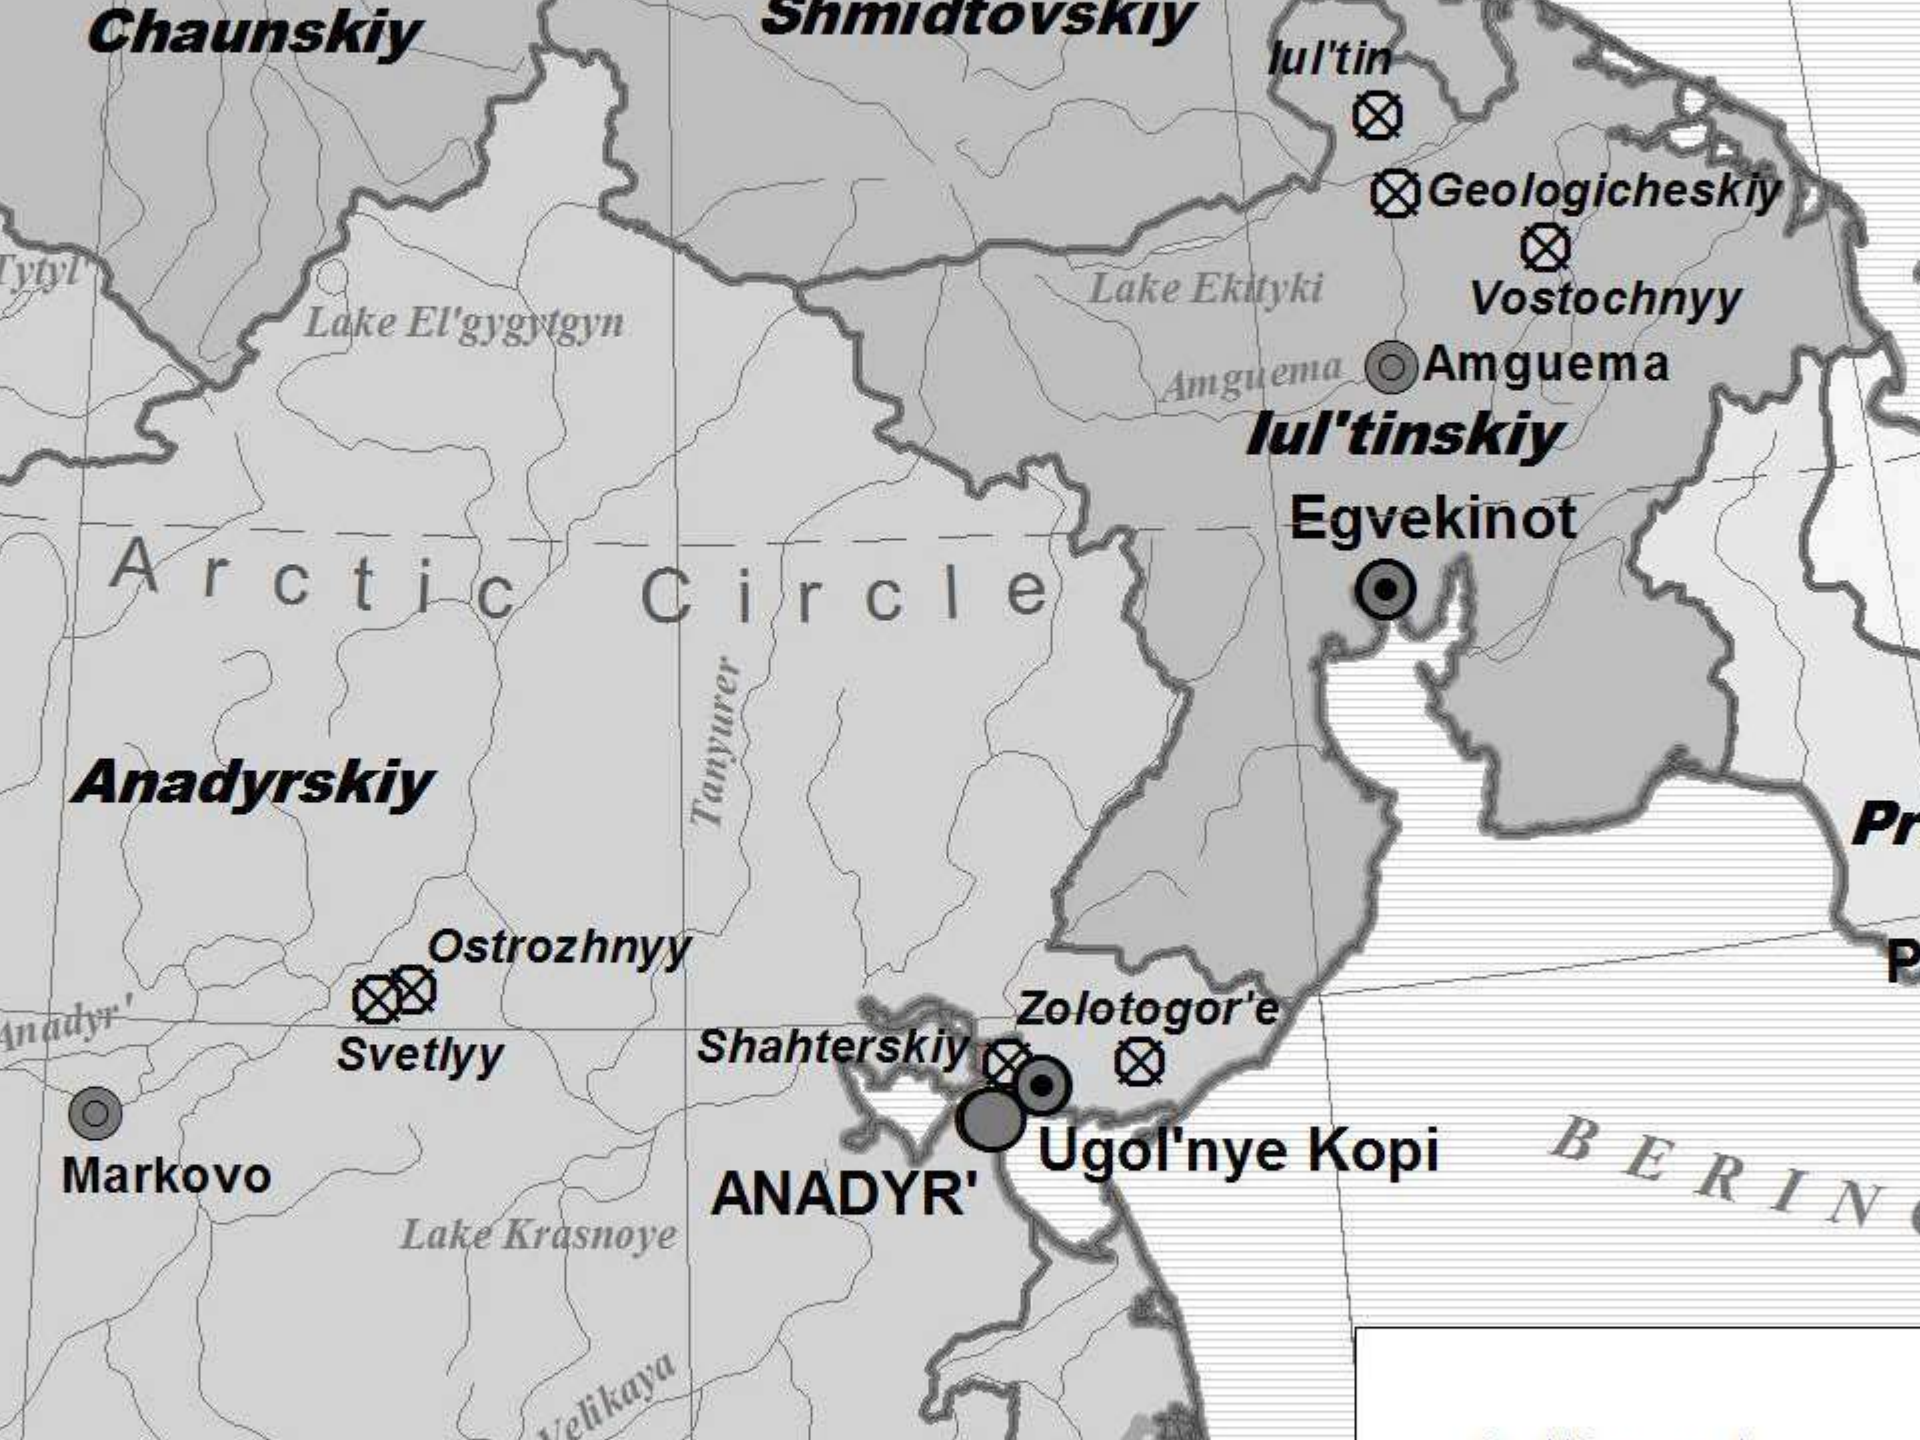 Chaunskiy
Shmidtovskiy
Iul'tin
Geologicheskiy
Tytyl'
Lake Ekityki
Vostochnyy
Lake El'gygytgyn
Amguema
Amguema
Iul'tinskiy
Egvekinot
Arctic Circle
Tanyurer
Anadyrskiy
Pr
Ostrozhnyy
P
Anadyr'
Zolotogor'e
Svetlyy
Shahterskiy
Markovo
Ugol'nye Kopi
BERIN
ANADYR'
Lake Krasnoye
Velikaya